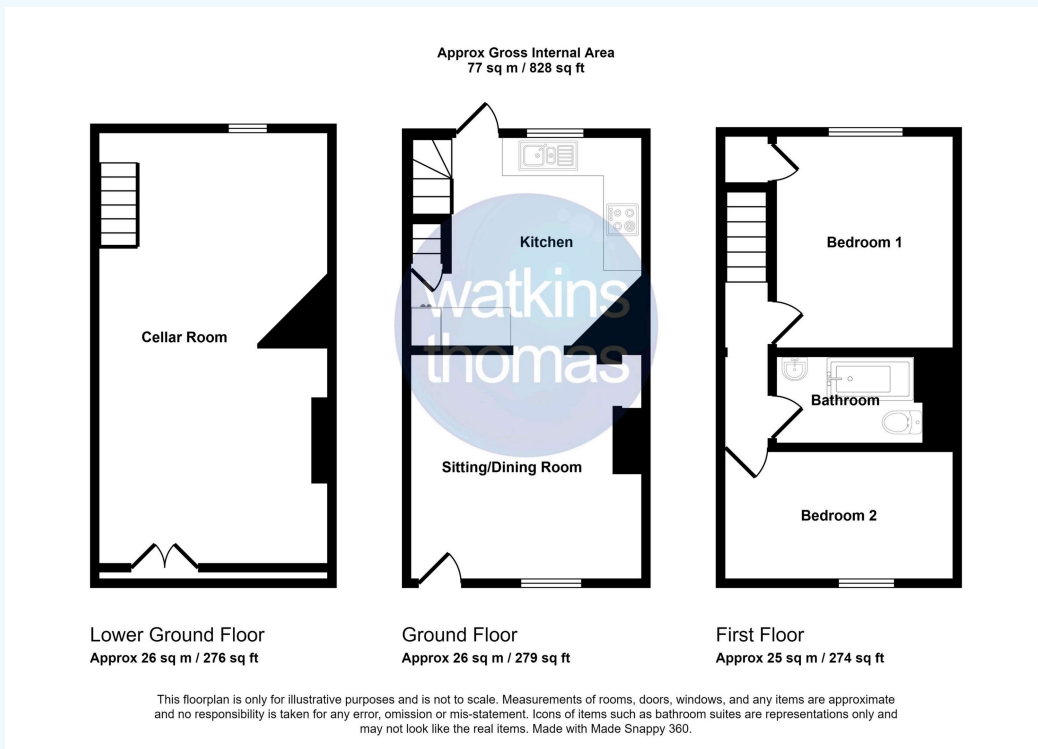 Approx Gross Internal Area
77 sq m / 828 sq ft
Cellar Room
Kitchen
watkins
thomas
Sitting/Dining Room
Bedroom 1
Bathroom
Bedroom 2
Lower Ground Floor
Approx 26 sq m / 276 sq ft
Ground Floor
Approx 26 sq m / 279 sq ft
First Floor
Approx 25 sq m / 274 sq ft
This floorplan is only for illustrative purposes and is not to scale. Measurements of rooms, doors, windows, and any items are approximate
and no responsibility is taken for any error, omission or mis-statement. Icons of items such as bathroom suites are representations only and
may not look like the real items. Made with Made Snappy 360.